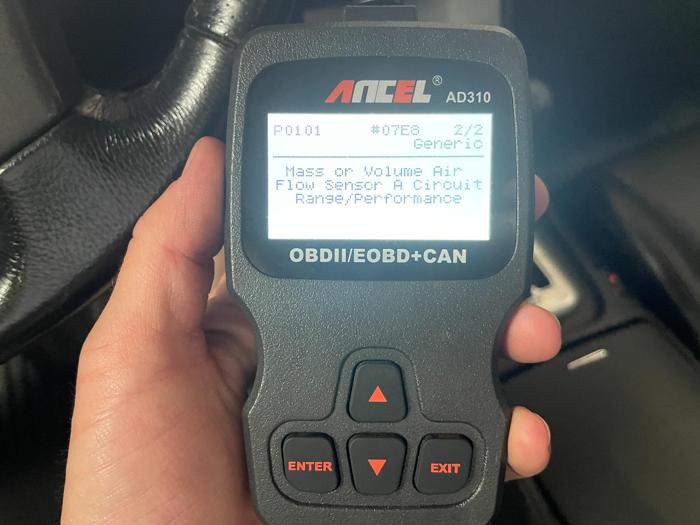 ANCEL® AD310
P0101 #07E8 2/2
Generic
Mass or Volume Air
Flow Sensor A Circuit
Range/Performance
OBDII/EOBD+CAN
ENTER EXIT